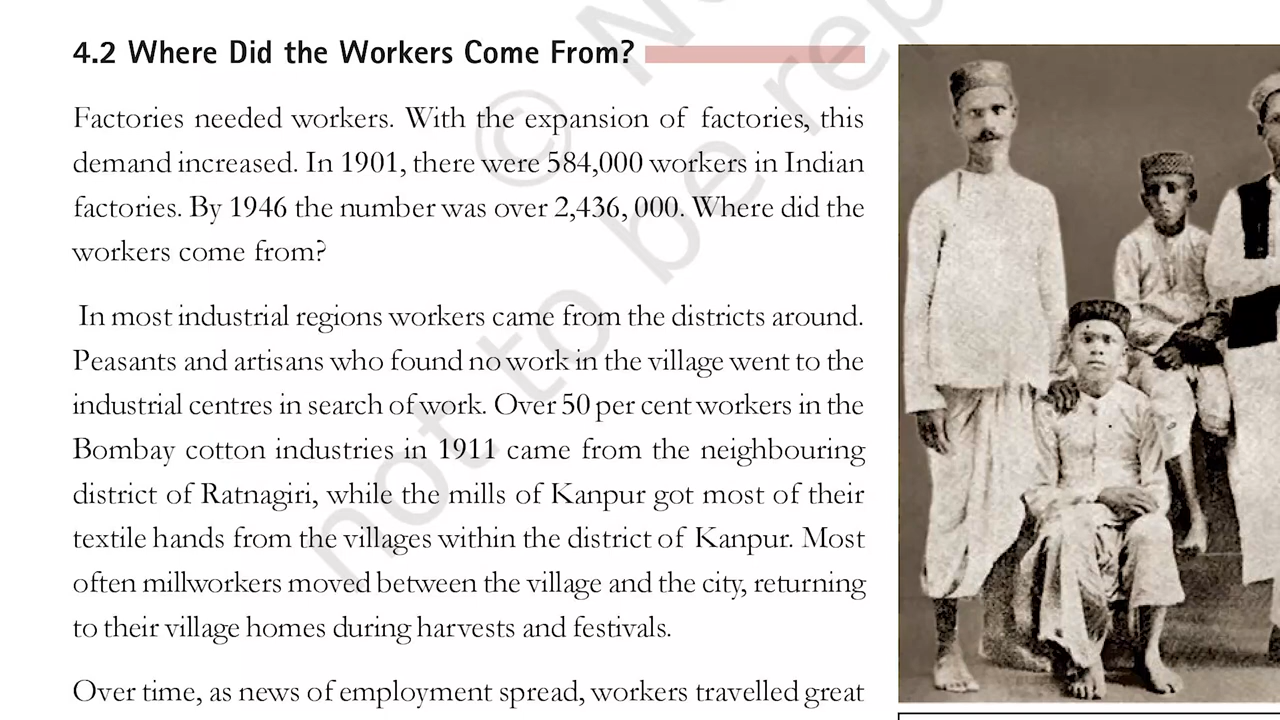 4.2 Where Did the Workers Come From?
Factories needed workers. With the expansion of factories, this
demand increased. In 1901, there were 584,000 workers in Indian
factories. By 1946 the number was over 2,436, 000. Where did the
workers come from?
In most industrial regions workers came from the districts around.
Peasants and artisans who found no work in the village went to the
industrial centres in search of work. Over 50 per cent workers in the
Bombay cotton industries in 1911 came from the neighbouring
district of Ratnagiri, while the mills of Kanpur got most of their
textile hands from the villages within the district of Kanpur. Most
often millworkers moved between the village and the city, returning
to their village homes during harvests and festivals.
Over time, as news of employment spread, workers travelled great
© N
not to be rep